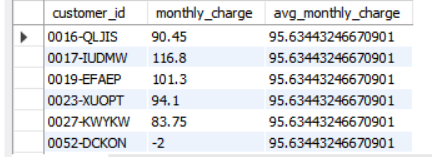 customer_id monthly_charge avg_monthly_charge
0016-QLJIS 90.45 95.63443246670901
0017-IUDMW 116.8 95.63443246670901
0019-EFAEP 101.3 95.63443246670901
0023-XUOPT 94.1 95.63443246670901
0027-KWYKW 83.75 95.63443246670901
0052-DCKON -2 95.63443246670901